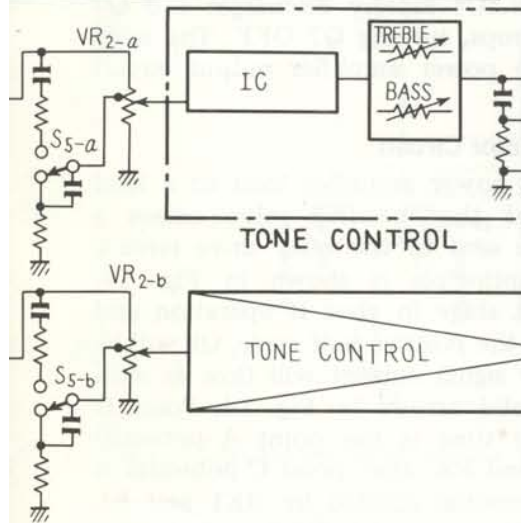 VR2-a
TREBLE
IC
BASS
S5-a
TONE CONTROL
VR2-b
TONE CONTROL
S5-b